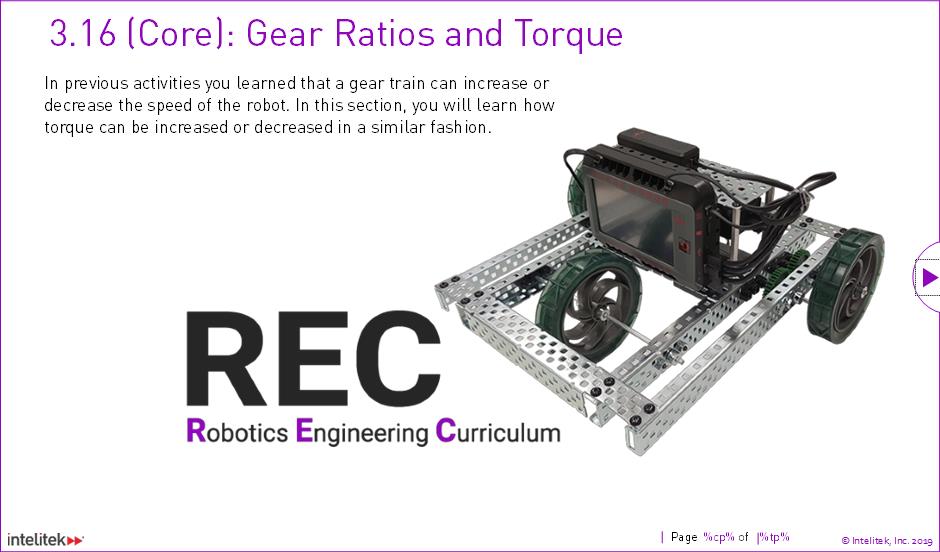 3.16 (Core): Gear Ratios and Torque
In previous activities you learned that a gear train can increase or
decrease the speed of the robot. In this section, you will learn how
torque can be increased or decreased in a similar fashion.
REC
Robotics Engineering Curriculum
intelitek
| Page %cp% of |%tp%
© Intelitek, Inc. 2019